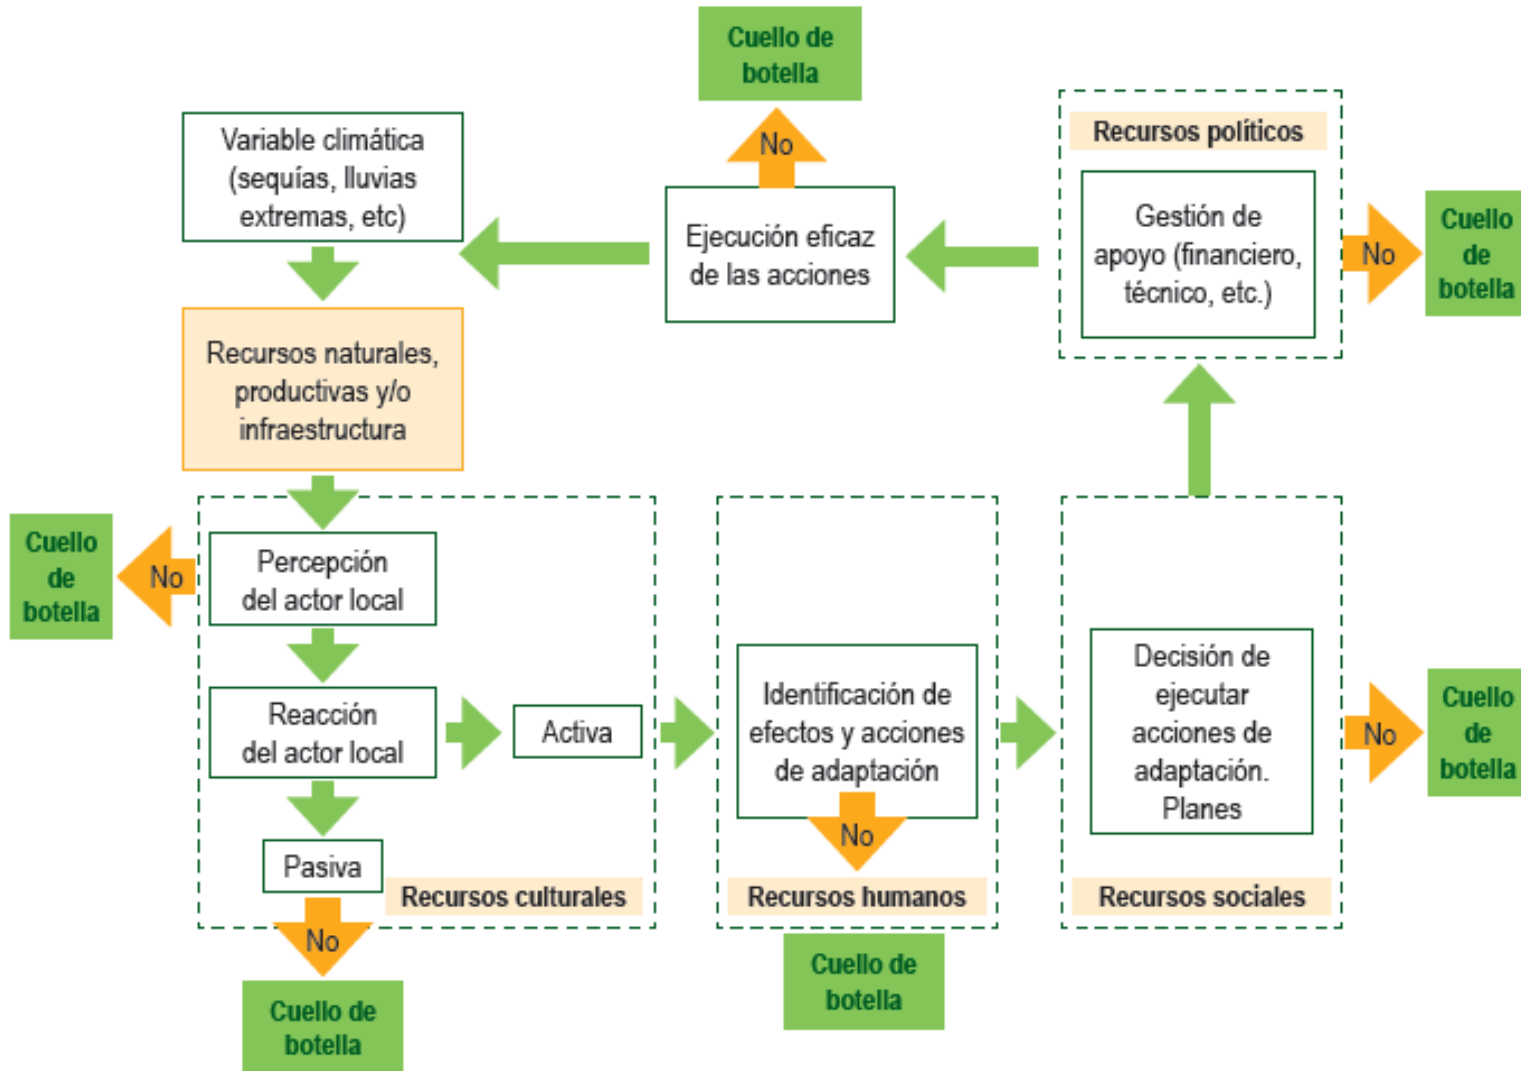 Cuello de
botella
No
Variable climática
(sequías, lluvias
extremas, etc)
Ejecución eficaz
de las acciones
Recursos políticos
Gestión de
apoyo (financiero,
técnico, etc.)
No
Cuello
de
botella
Recursos naturales,
productivas y/o
infraestructura
Cuello
de
botella
No
Percepción
del actor local
Reacción
del actor local
Activa
Pasiva
Recursos culturales
No
Cuello de
botella
Identificación de
efectos y acciones
de adaptación
No
Recursos humanos
Cuello de
botella
Decisión de
ejecutar
acciones de
adaptación.
Planes
Recursos sociales
No
Cuello
de
botella